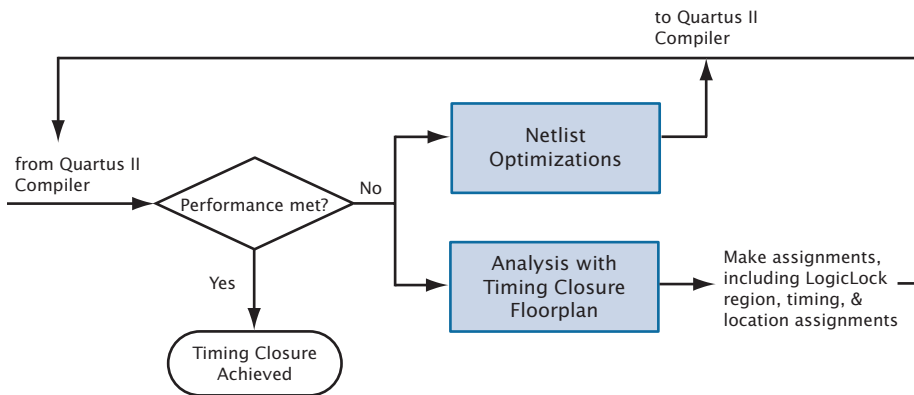 to Quartus II
Compiler
from Quartus II
Compiler
Performance met?
No
Yes
Netlist
Optimizations
Analysis with
Timing Closure
Floorplan
Make assignments,
including LogicLock
region, timing, &
location assignments
Timing Closure
Achieved